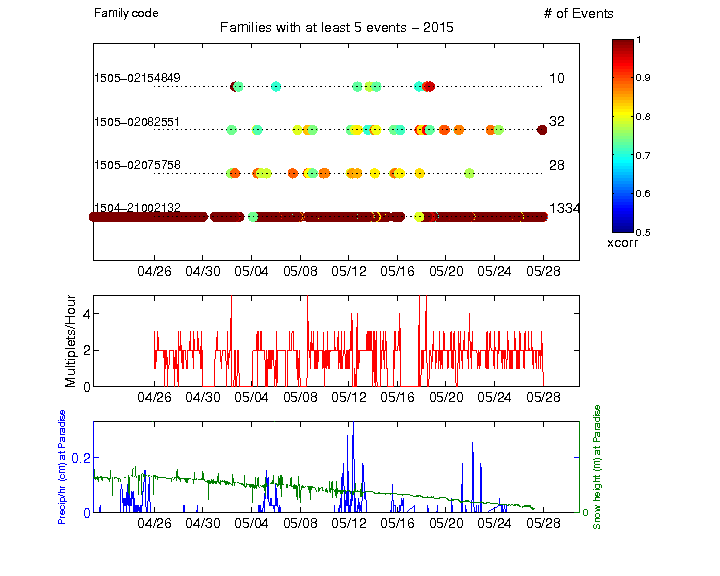 Family code
# of Events
Families with at least 5 events − 2015
1505−02154849
10
1505−02082551
32
1505−02075758
28
1504−21002132
1334
04/26 04/30 05/04 05/08 05/12 05/16 05/20 05/24 05/28
1
0.9
0.8
0.7
0.6
0.5
xcorr
Multiplets/Hour
4
2
0
04/26 04/30 05/04 05/08 05/12 05/16 05/20 05/24 05/28
Precip/hr (cm) at Paradise
0.2
0
0
Snow height (m) at Paradise
04/26 04/30 05/04 05/08 05/12 05/16 05/20 05/24 05/28